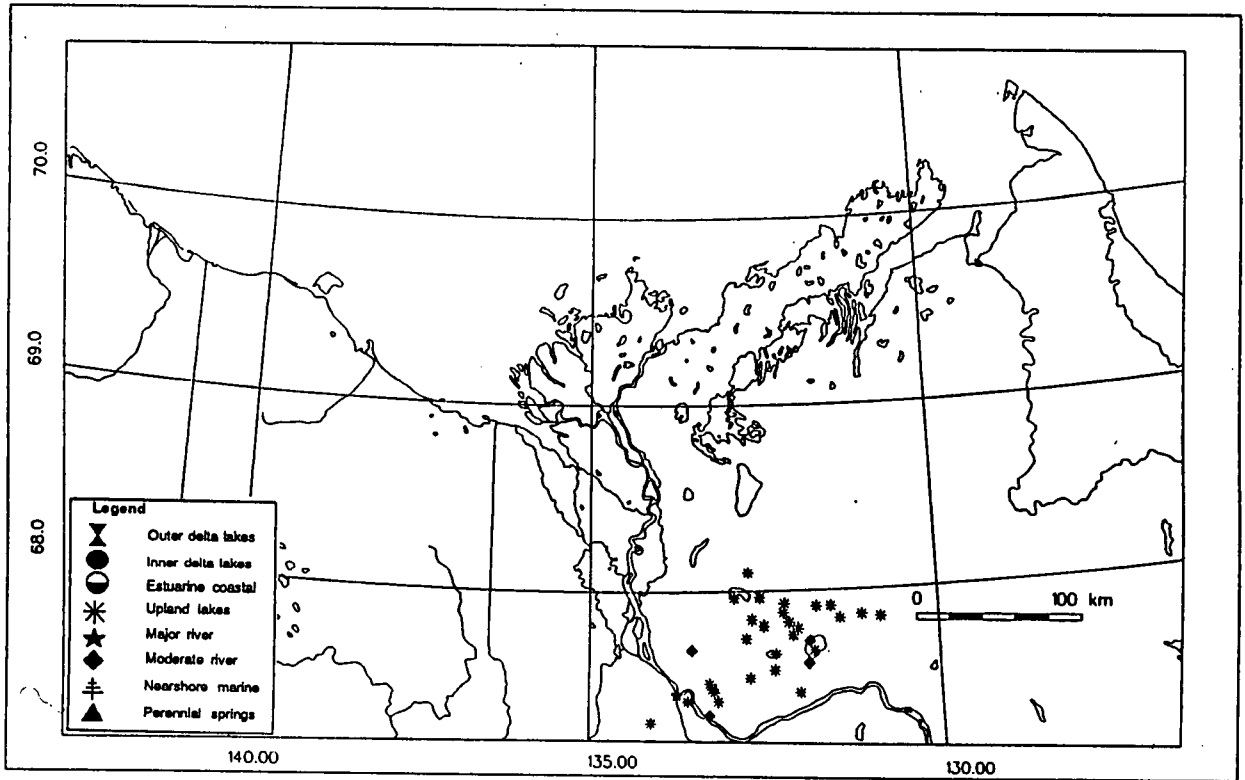 70.0
69.0
68.0
Legend
Outer delta lakes
Inner delta lakes
Estuarine coastal
Upland lakes
Major river
Moderate river
Nearshore marine
Perennial springs
0 100 km
140.00 135.00 130.00